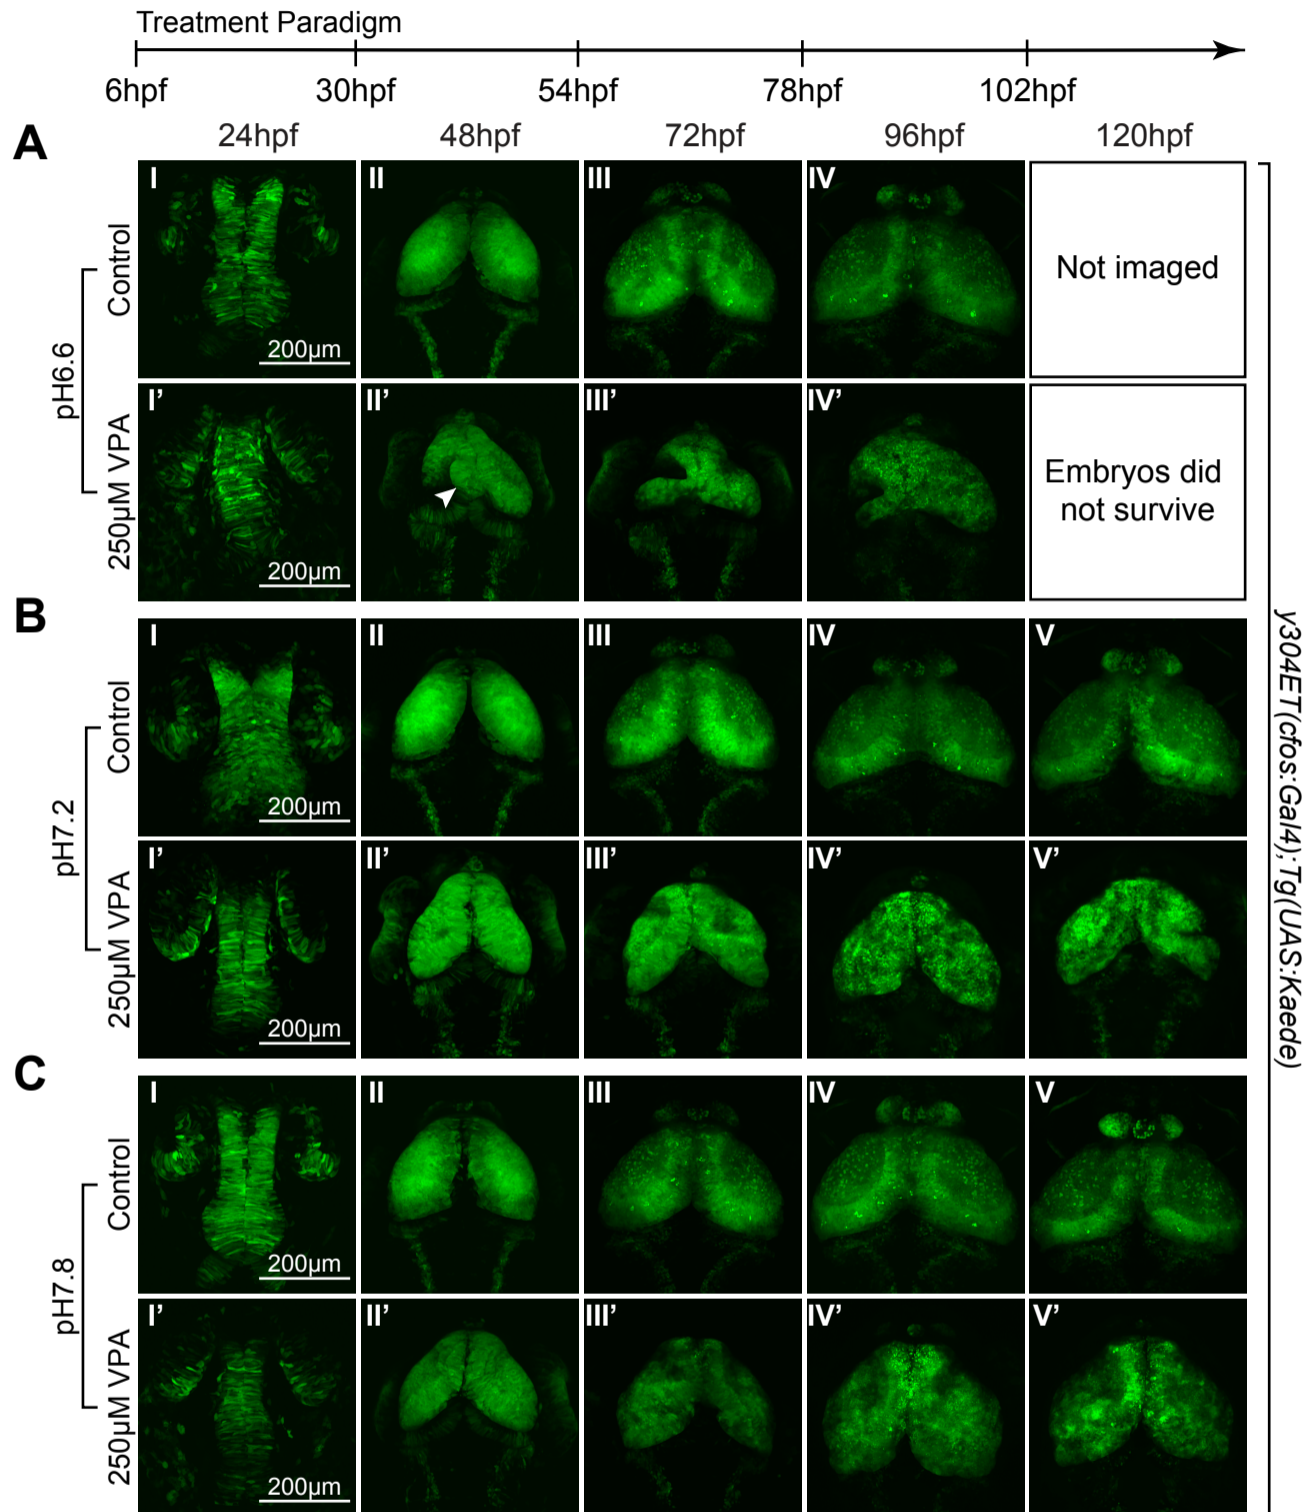 Treatment Paradigm
6hpf 30hpf 54hpf 78hpf 102hpf
24hpf 48hpf 72hpf 96hpf 120hpf
A
pH6.6
Control
I II III IV
200µm
Not imaged
250µM VPA
I' II' III' IV'
200µm
Embryos did
not survive
B
pH7.2
Control
I II III IV V
200µm
250µM VPA
I' II' III' IV' V'
200µm
C
pH7.8
Control
I II III IV V
200µm
250µM VPA
I' II' III' IV' V'
200µm
y304ET(cfos:Gal4);Tg(UAS:Kaede)